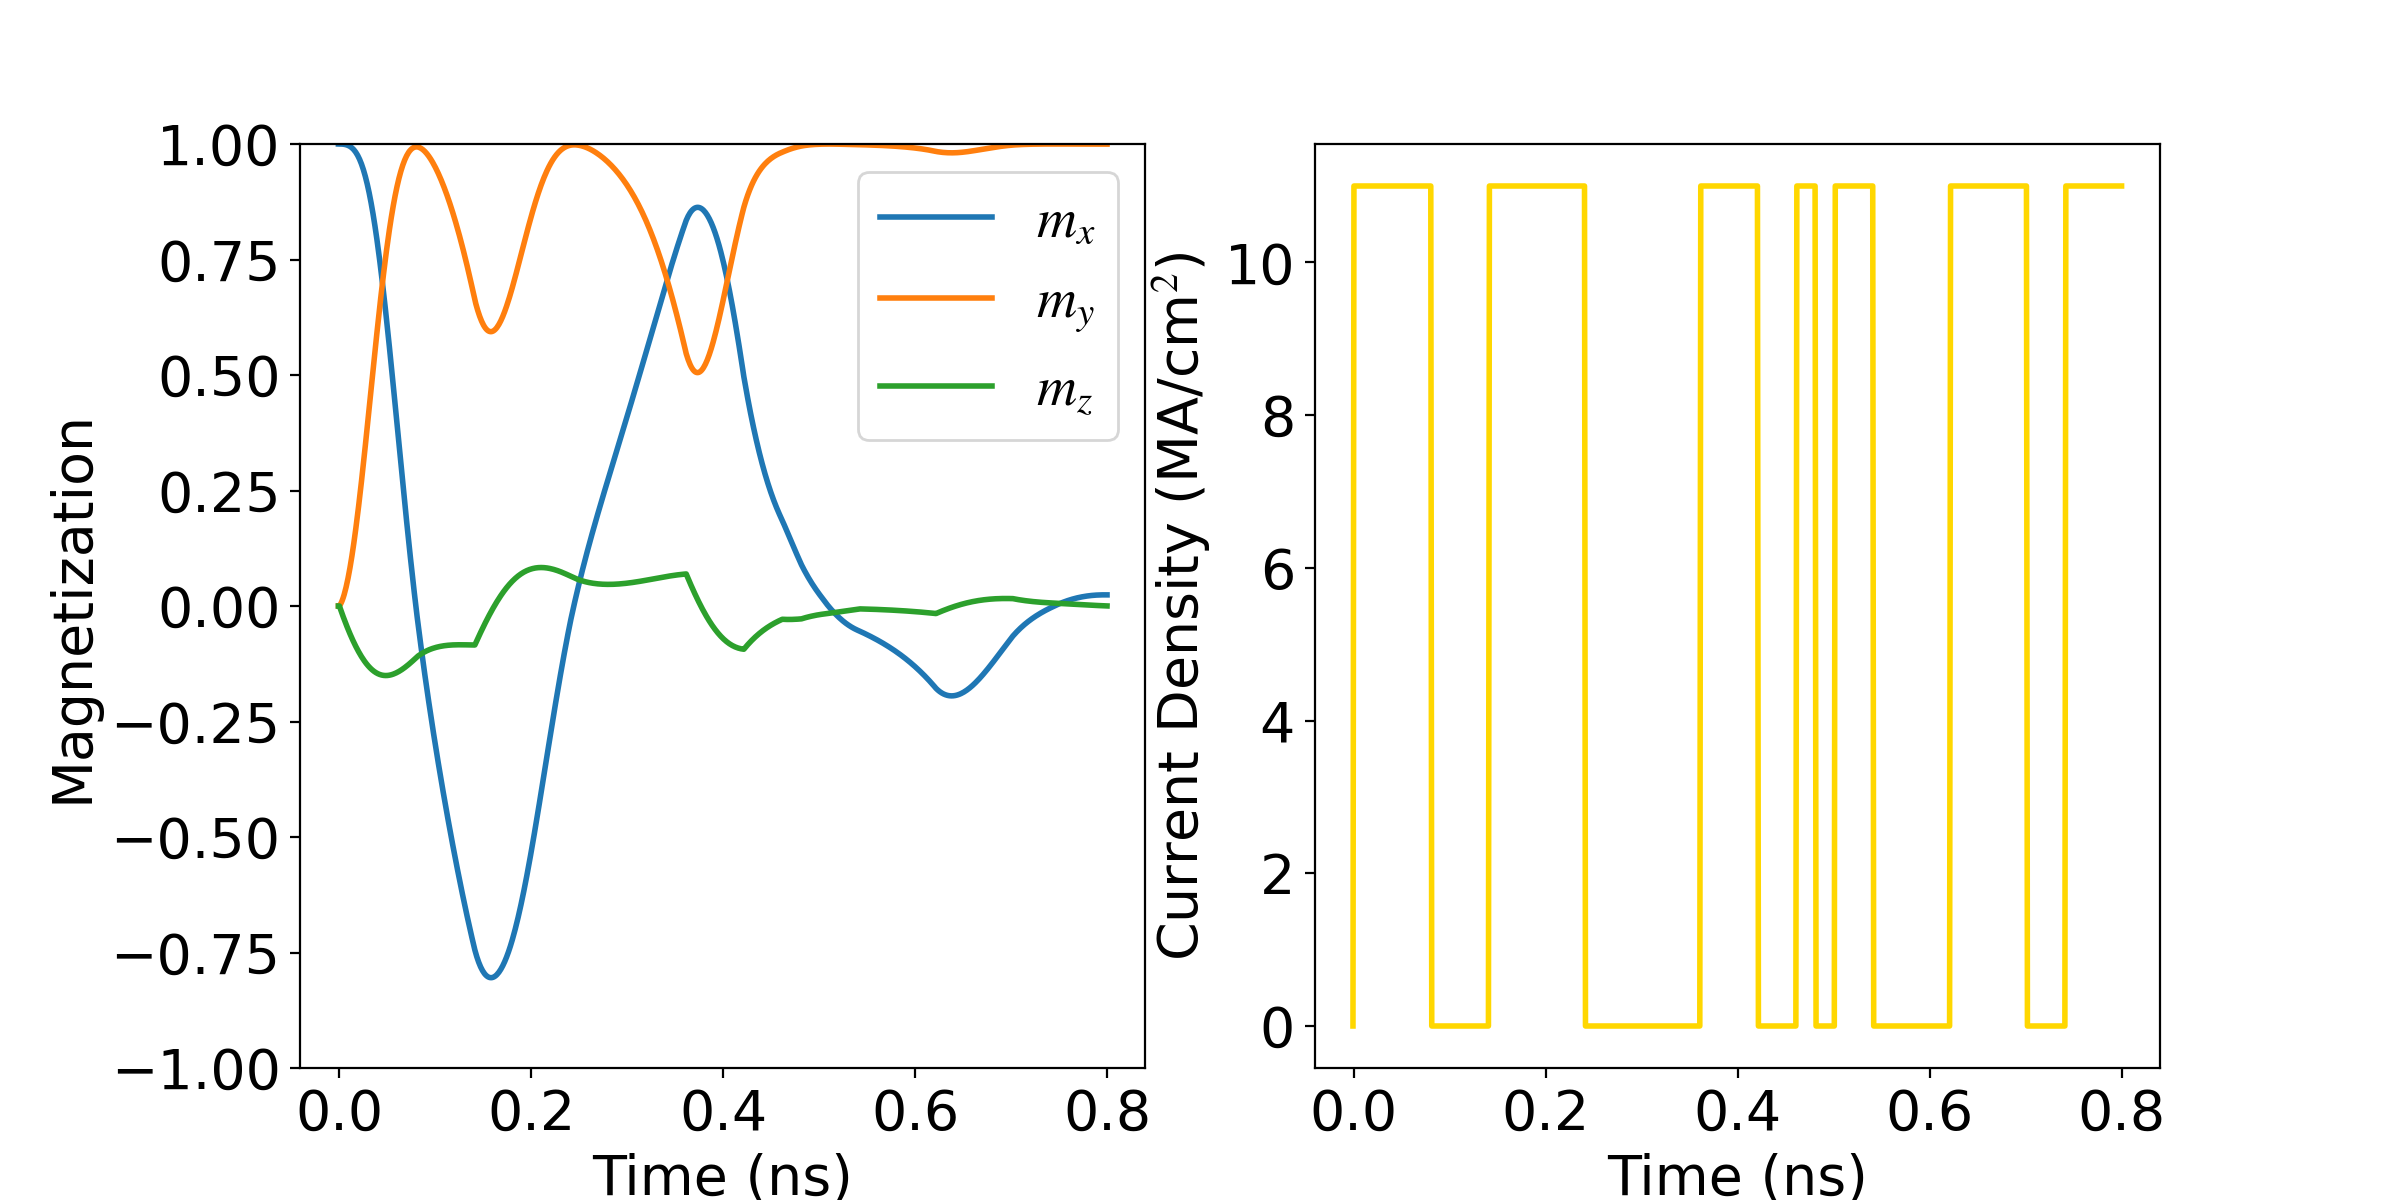 Magnetization
1.00
0.75
0.50
0.25
0.00
−0.25
−0.50
−0.75
−1.00
0.0 0.2 0.4 0.6 0.8
Time (ns)
m_x
m_y
m_z
Current Density (MA/cm²)
10
8
6
4
2
0
0.0 0.2 0.4 0.6 0.8
Time (ns)